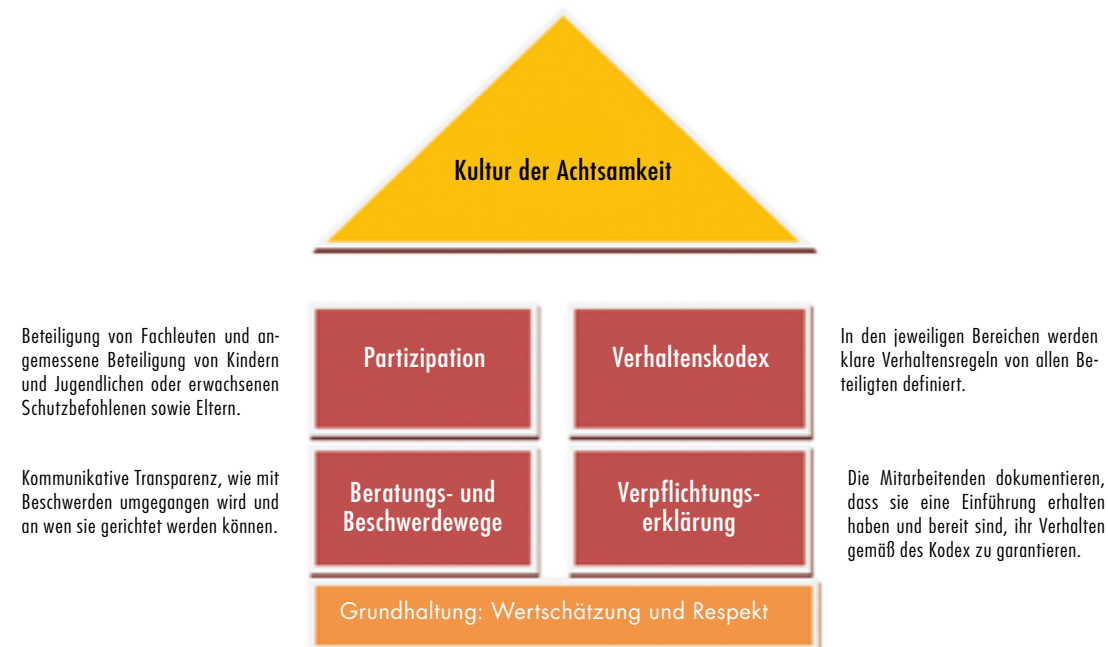 Kultur der Achtsamkeit
Beteiligung von Fachleuten und an-
gemessene Beteiligung von Kindern
und Jugendlichen oder erwachsenen
Schutzbefohlenen sowie Eltern.
Partizipation
Verhaltenskodex
In den jeweiligen Bereichen werden
klare Verhaltensregeln von allen Be-
teiligten definiert.
Kommunikative Transparenz, wie mit
Beschwerden umgegangen wird und
an wen sie gerichtet werden können.
Beratungs- und
Beschwerdewege
Verpflichtungs-
erklärung
Die Mitarbeitenden dokumentieren,
dass sie eine Einführung erhalten
haben und bereit sind, ihr Verhalten
gemäß des Kodex zu garantieren.
Grundhaltung: Wertschätzung und Respekt